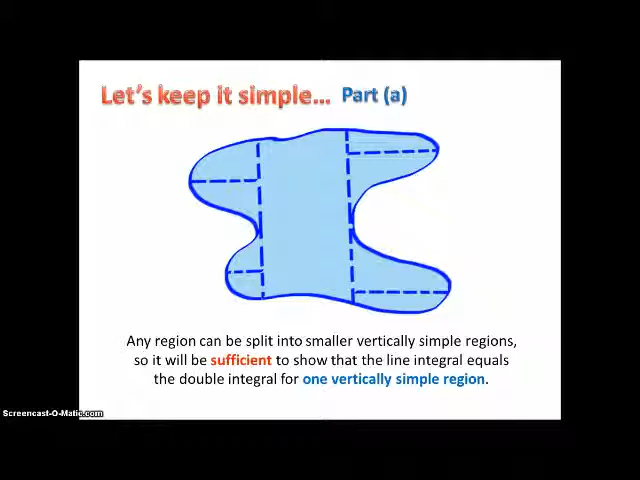 Let's keep it simple... Part (a)
Any region can be split into smaller vertically simple regions,
so it will be sufficient to show that the line integral equals
the double integral for one vertically simple region.
Screencast-O-Matic.com